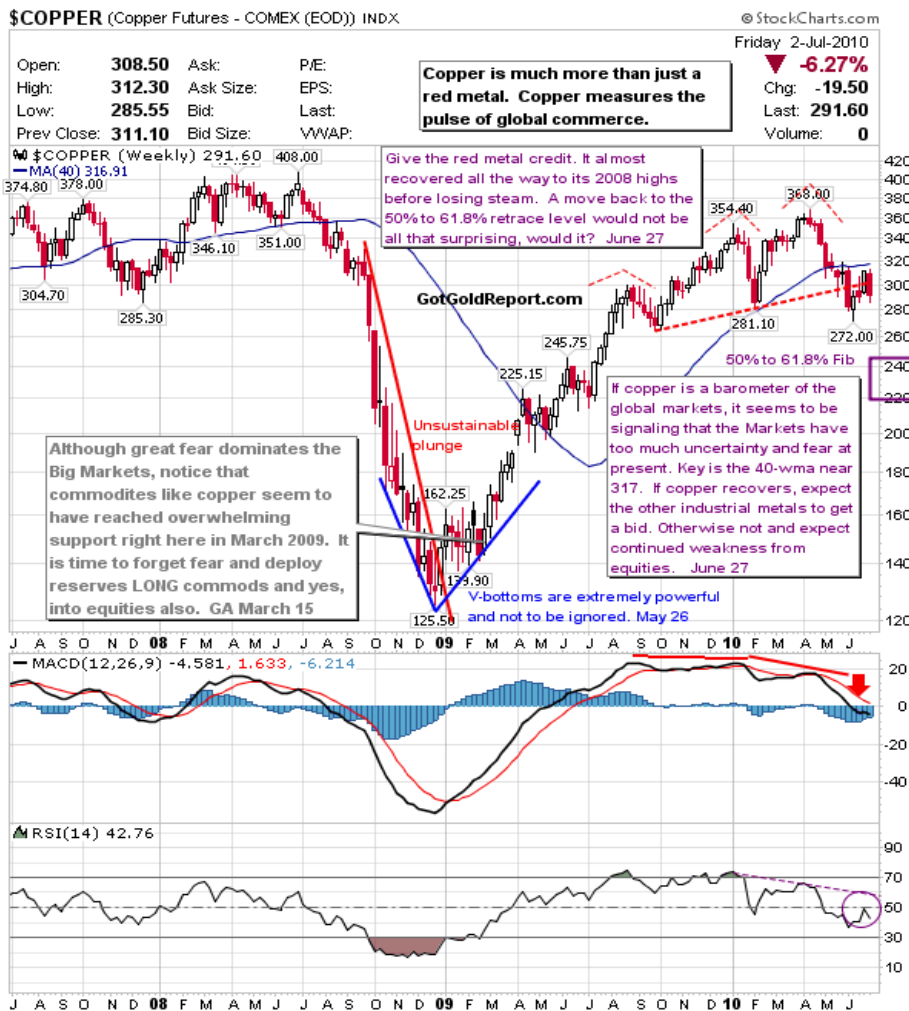 $COPPER (Copper Futures - COMEX (EOD)) INDX
© StockCharts.com
Friday 2-Jul-2010
Open: 308.50 Ask: P/E:
High: 312.30 Ask Size: EPS:
Low: 285.55 Bid: Last:
Prev Close: 311.10 Bid Size: VWAP:
Copper is much more than just a
red metal. Copper measures the
pulse of global commerce.
-6.27%
Chg: -19.50
Last: 291.60
Volume: 0
$COPPER (Weekly) 291.60
MA(40) 316.91
Give the red metal credit. It almost
recovered all the way to its 2008 highs
before losing steam. A move back to the
50% to 61.8% retrace level would not be
all that surprising, would it? June 27
374.80
378.00
408.00
346.10
351.00
304.70
285.30
354.40
368.00
GotGoldReport.com
281.10
272.00
245.75
225.15
50% to 61.8% Fib
If copper is a barometer of the
global markets, it seems to be
signaling that the Markets have
too much uncertainty and fear at
present. Key is the 40-wma near
317. If copper recovers, expect
the other industrial metals to get
a bid. Otherwise not and expect
continued weakness from
equities. June 27
Unsustainable
plunge
Although great fear dominates the
Big Markets, notice that
commodites like copper seem to
have reached overwhelming
support right here in March 2009. It
is time to forget fear and deploy
reserves LONG commods and yes,
into equities also. GA March 15
162.25
139.90
125.50
V-bottoms are extremely powerful
and not to be ignored. May 26
420
400
380
360
340
320
300
280
260
240
220
200
180
160
140
120
J A S O N D 08 F M A M J J A S O N D 09 F M A M J J A S O N D 10 F M A M J
MACD(12,26,9) -4.581, 1.633, -6.214
20
0
-20
-40
RSI(14) 42.76
90
70
50
30
10
J A S O N D 08 F M A M J J A S O N D 09 F M A M J J A S O N D 10 F M A M J